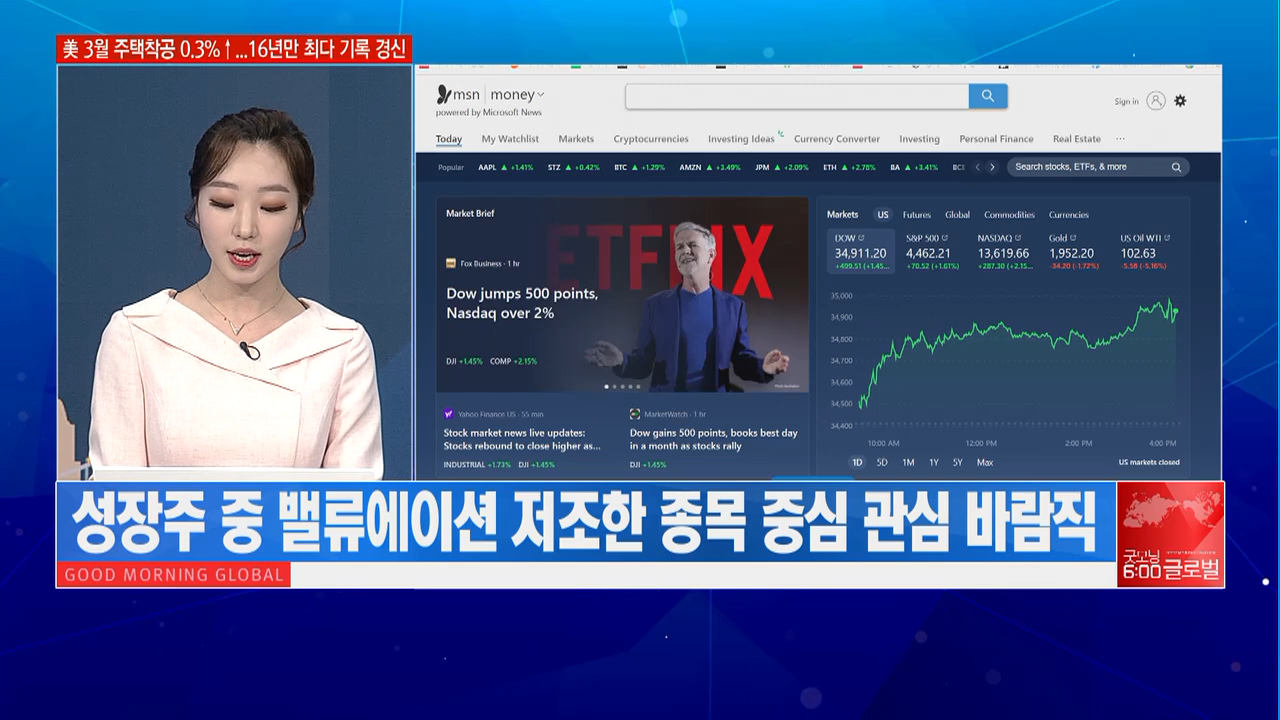 美 3월 주택착공 0.3%↑...16년만 최다 기록 경신
msn money
powered by Microsoft News
Sign in
Today My Watchlist Markets Cryptocurrencies Investing Ideas Currency Converter Investing Personal Finance Real Estate ...
Popular AAPL ▲ +1.41% STZ ▲ +0.42% BTC ▲ +1.29% AMZN ▲ +3.49% JPM ▲ +2.09% ETH ▲ +2.78% BA ▲ +3.41%
Search stocks, ETFs, & more
Market Brief
ETFLIX
Fox Business · 1 hr
Dow jumps 500 points,
Nasdaq over 2%
DJI +1.45% COMP +2.15%
Yahoo Finance US · 55 min
Stock market news live updates:
Stocks rebound to close higher as...
INDUSTRIAL +1.73% DJI +1.45%
MarketWatch · 1 hr
Dow gains 500 points, books best day
in a month as stocks rally
DJI +1.45%
Markets US Futures Global Commodities Currencies
DOW S&P 500 NASDAQ Gold US Oil WTI
34,911.20 4,462.21 13,619.66 1,952.20 102.63
+499.51 (+1.45... +70.52 (+1.61%) +287.30 (+2.15... -34.20 (-1.72%) -5.58 (-5.16%)
35,000
34,900
34,800
34,700
34,600
34,500
34,400
10:00 AM 12:00 PM 2:00 PM 4:00 PM
1D 5D 1M 1Y 5Y Max US markets closed
성장주 중 밸류에이션 저조한 종목 중심 관심 바람직
GOOD MORNING GLOBAL
굿모닝
6:00 글로벌